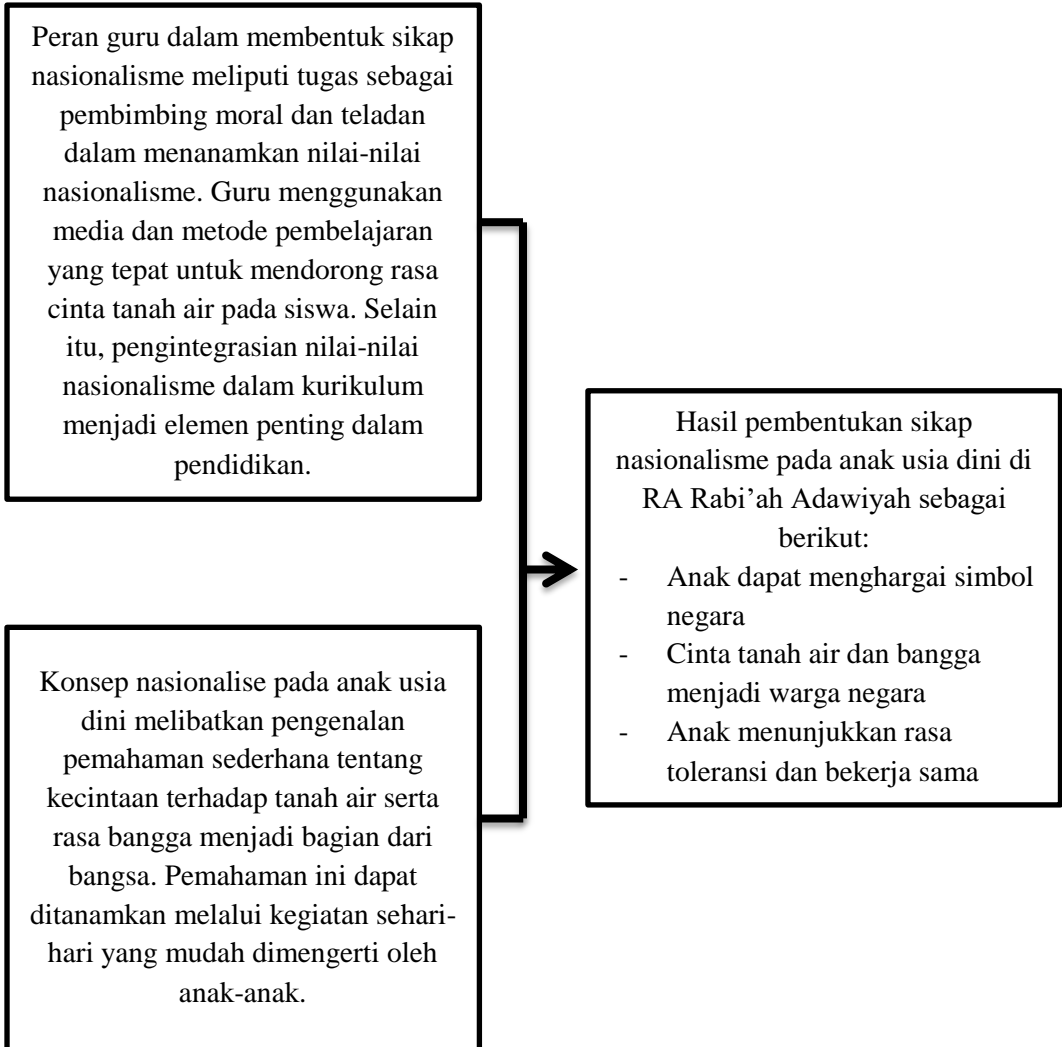 Peran guru dalam membentuk sikap
nasionalisme meliputi tugas sebagai
pembimbing moral dan teladan
dalam menanamkan nilai-nilai
nasionalisme. Guru menggunakan
media dan metode pembelajaran
yang tepat untuk mendorong rasa
cinta tanah air pada siswa. Selain
itu, pengintegrasian nilai-nilai
nasionalisme dalam kurikulum
menjadi elemen penting dalam
pendidikan.
Konsep nasionalise pada anak usia
dini melibatkan pengenalan
pemahaman sederhana tentang
kecintaan terhadap tanah air serta
rasa bangga menjadi bagian dari
bangsa. Pemahaman ini dapat
ditanamkan melalui kegiatan sehari-
hari yang mudah dimengerti oleh
anak-anak.
Hasil pembentukan sikap
nasionalisme pada anak usia dini di
RA Rabi’ah Adawiyah sebagai
berikut:
- Anak dapat menghargai simbol
negara
- Cinta tanah air dan bangga
menjadi warga negara
- Anak menunjukkan rasa
toleransi dan bekerja sama